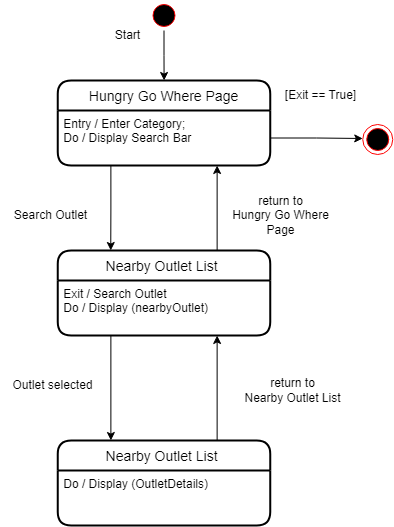 Start
Hungry Go Where Page
[Exit == True]
Entry / Enter Category;
Do / Display Search Bar
Search Outlet
return to
Hungry Go Where
Page
Nearby Outlet List
Exit / Search Outlet
Do / Display (nearbyOutlet)
Outlet selected
return to
Nearby Outlet List
Nearby Outlet List
Do / Display (OutletDetails)